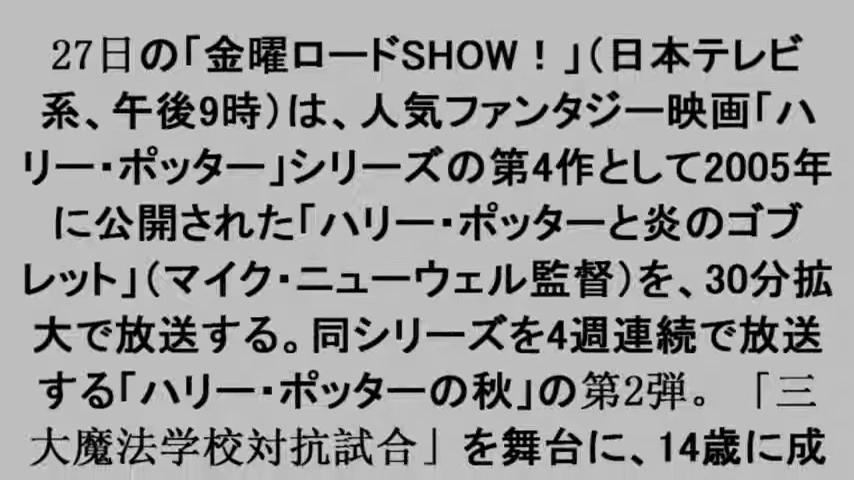 27日の「金曜ロードSHOW！」（日本テレビ
系、午後9時）は、人気ファンタジー映画「ハ
リー・ポッター」シリーズの第4作として2005年
に公開された「ハリー・ポッターと炎のゴブ
レット」（マイク・ニューウェル監督）を、30分拡
大で放送する。同シリーズを4週連続で放送
する「ハリー・ポッターの秋」の第2弾。「三
大魔法学校対抗試合」を舞台に、14歳に成